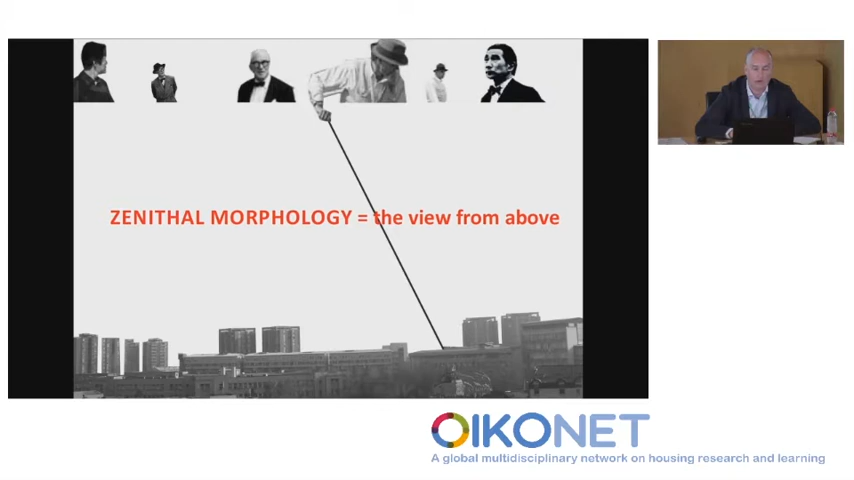 ZENITHAL MORPHOLOGY = the view from above
OIKONET
A global multidisciplinary network on housing research and learning